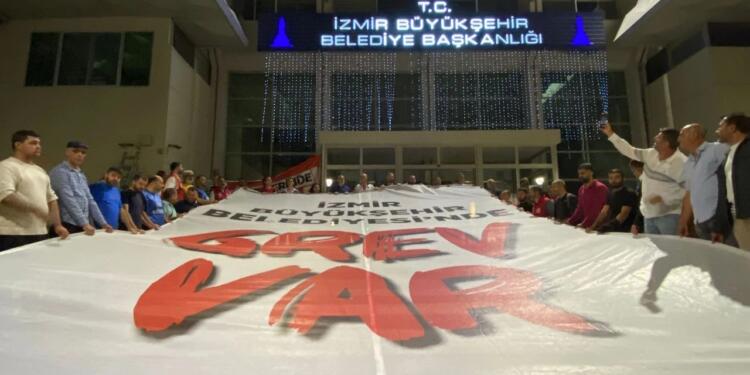 T.C.
İZMİR BÜYÜKŞEHİR
BELEDİYE BAŞKANLIĞI
İZMİR
BÜYÜKŞEHİR
BELEDİYESİ'NDE
GREV
VAR